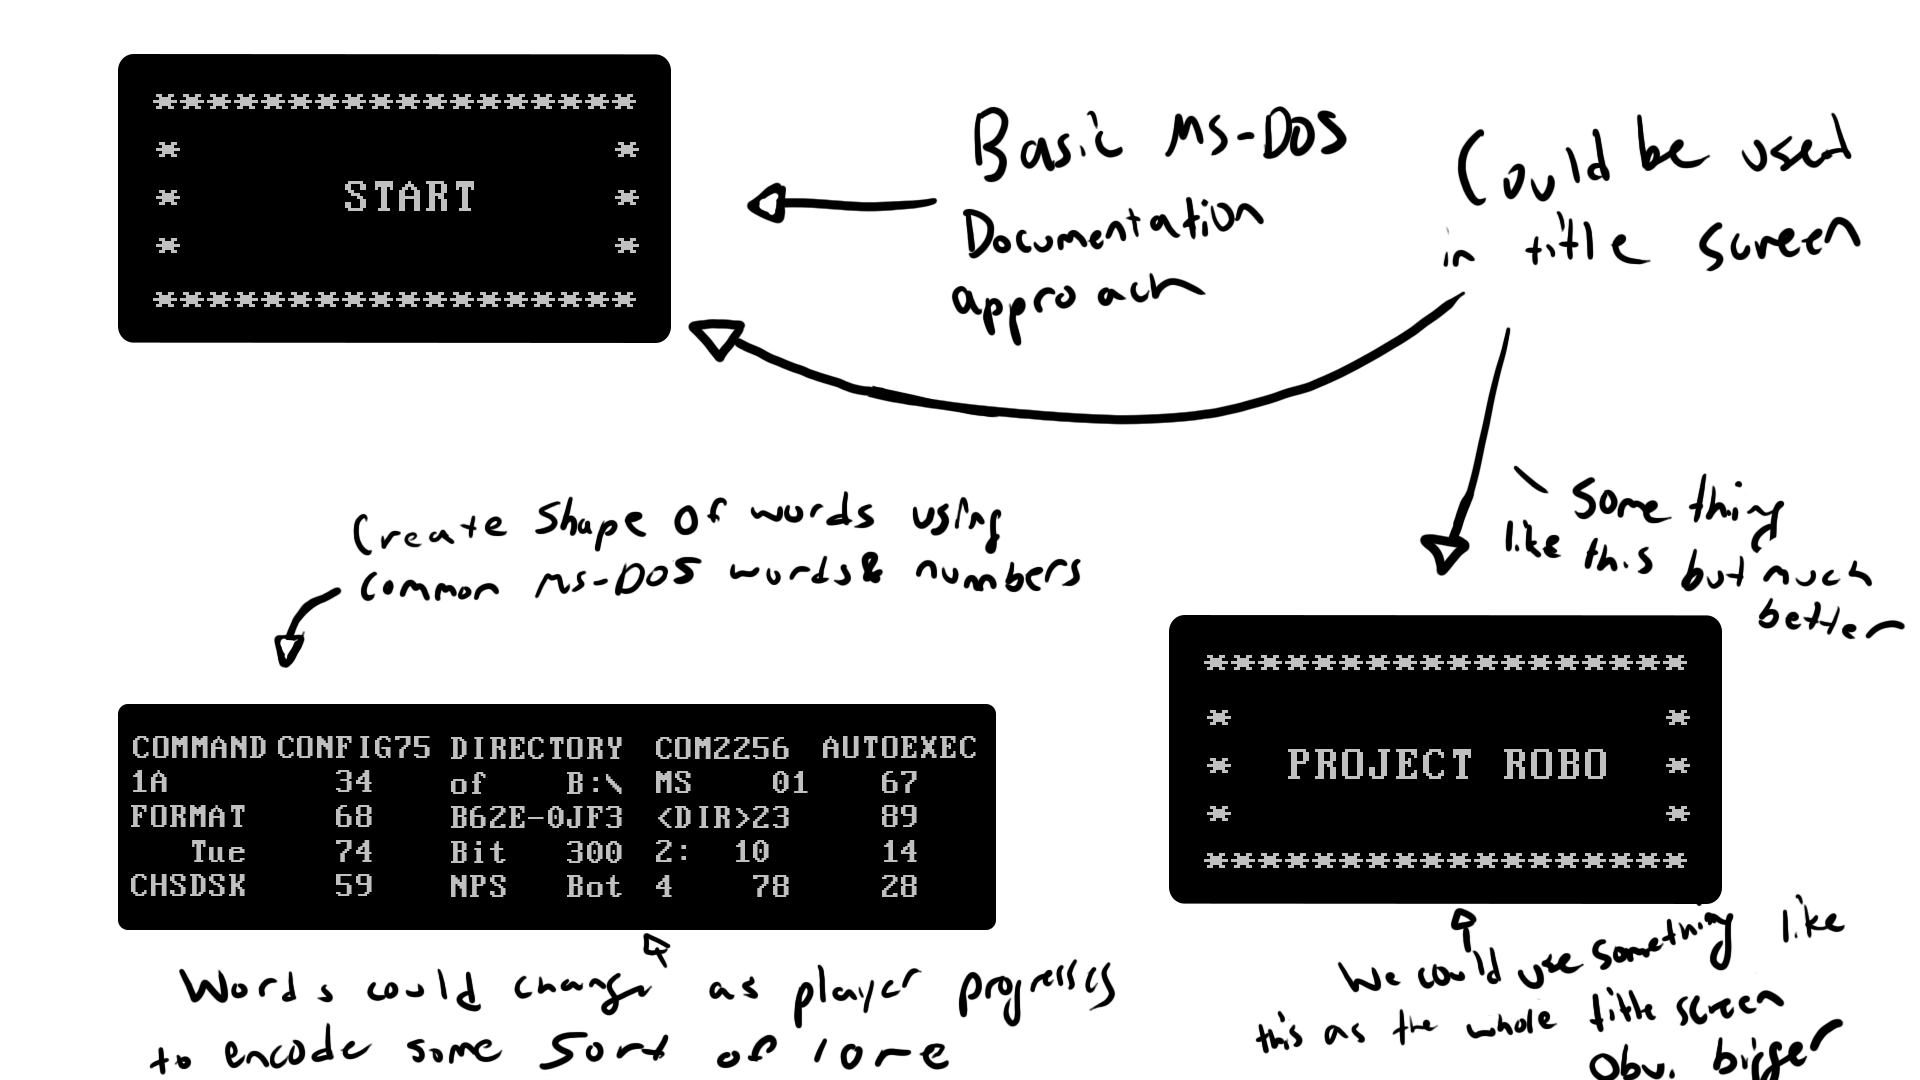 ******************
*                *
*     START      *
*                *
******************
Basic MS-DOS
Documentation
approach
Could be used
in title screen
Create Shape of words using
common MS-DOS words & numbers
Something
like this but much
better
COMMAND CONFIG75 DIRECTORY COM2256 AUTOEXEC
1A 34 of B:\ MS 01 67
FORMAT 68 B62E-0JF3 <DIR>23 89
Tue 74 Bit 300 2: 10 14
CHSDSK 59 NPS Bot 4 78 28
******************
*                *
*  PROJECT ROBO  *
*                *
******************
Words could change as player progresses
to encode some sort of lore
We could use something like
this as the whole title screen
Obv. bigger